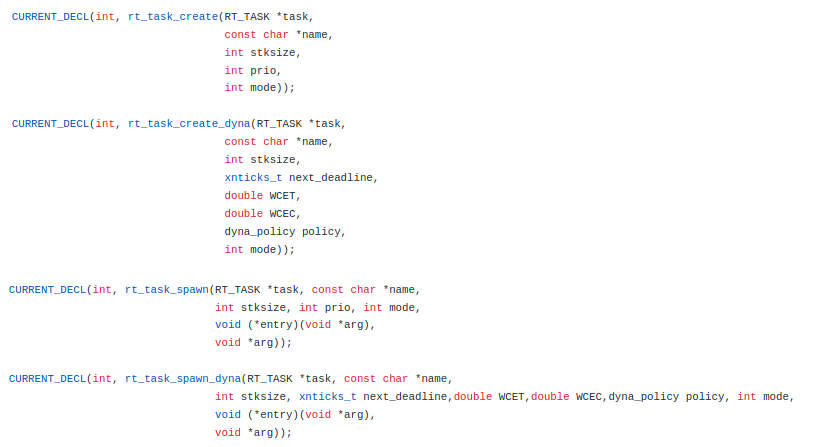 CURRENT_DECL(int, rt_task_create(RT_TASK *task,
const char *name,
int stksize,
int prio,
int mode));
CURRENT_DECL(int, rt_task_create_dyna(RT_TASK *task,
const char *name,
int stksize,
xnticks_t next_deadline,
double WCET,
double WCEC,
dyna_policy policy,
int mode));
CURRENT_DECL(int, rt_task_spawn(RT_TASK *task, const char *name,
int stksize, int prio, int mode,
void (*entry)(void *arg),
void *arg));
CURRENT_DECL(int, rt_task_spawn_dyna(RT_TASK *task, const char *name,
int stksize, xnticks_t next_deadline,double WCET,double WCEC,dyna_policy policy, int mode,
void (*entry)(void *arg),
void *arg));